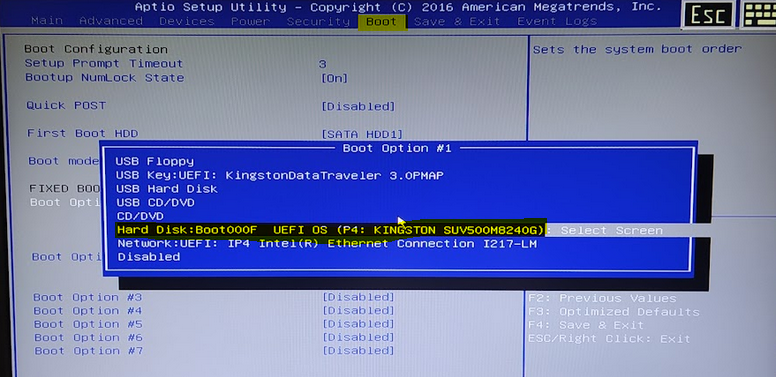 Aptio Setup Utility - Copyright (C) 2016 American Megatrends, Inc.
Main Advanced Devices Power Security Boot Save & Exit Event Logs
Esc
Boot Configuration
Setup Prompt Timeout 3
Bootup NumLock State [On]
Quick POST [Disabled]
First Boot HDD [SATA HDD1]
Boot mode
FIXED BOO
Boot Opti
Boot Opti
Sets the system boot order
Boot Option #1
USB Floppy
USB Key:UEFI: KingstonDataTraveler 3.0PMAP
USB Hard Disk
USB CD/DVD
CD/DVD
Hard Disk:Boot000F UEFI OS (P4: KINGSTON SUV500M8240G)
: Select Screen
Network:UEFI: IP4 Intel(R) Ethernet Connection I217-LM
Disabled
Boot Option #3 [Disabled]
Boot Option #4 [Disabled]
Boot Option #5 [Disabled]
Boot Option #6 [Disabled]
Boot Option #7 [Disabled]
F2: Previous Values
F3: Optimized Defaults
F4: Save & Exit
ESC/Right Click: Exit